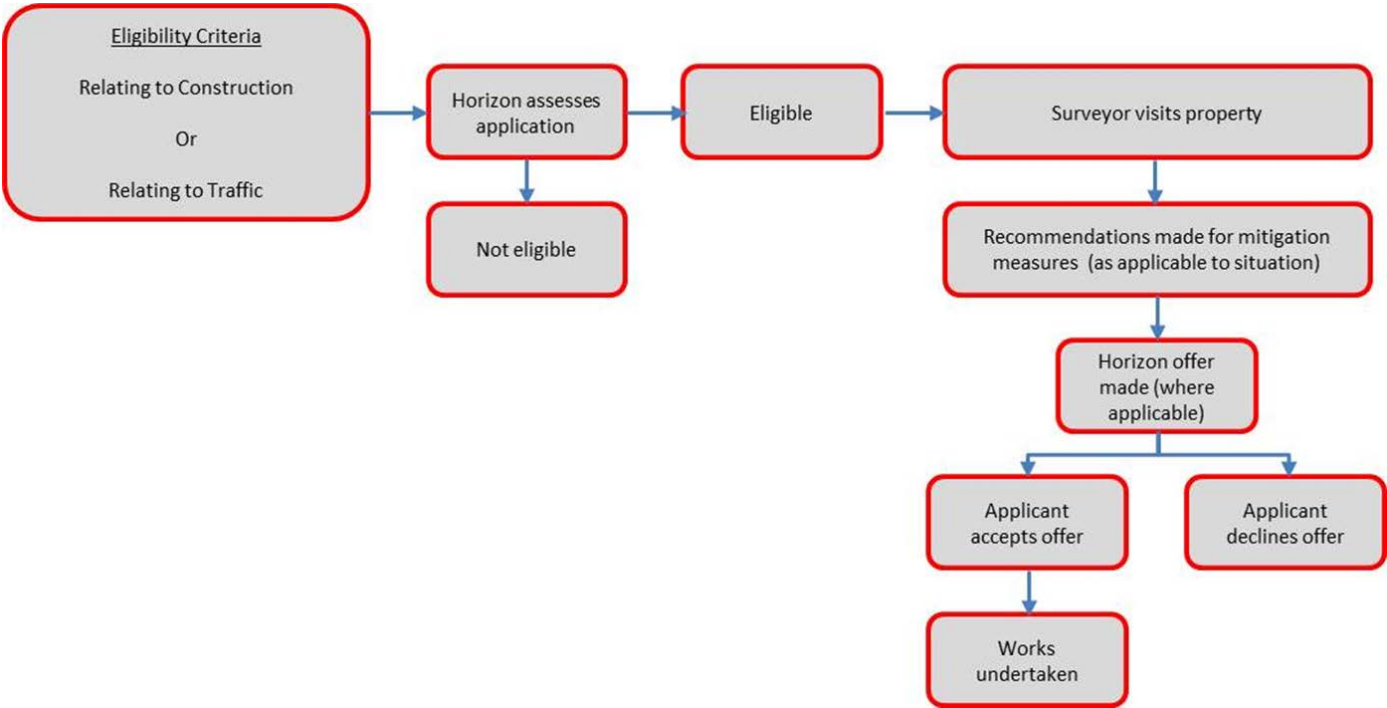 Eligibility Criteria
Relating to Construction
Or
Relating to Traffic
Horizon assesses
application
Eligible
Surveyor visits property
Not eligible
Recommendations made for mitigation
measures  (as applicable to situation)
Horizon offer
made (where
applicable)
Applicant
accepts offer
Applicant
declines offer
Works
undertaken